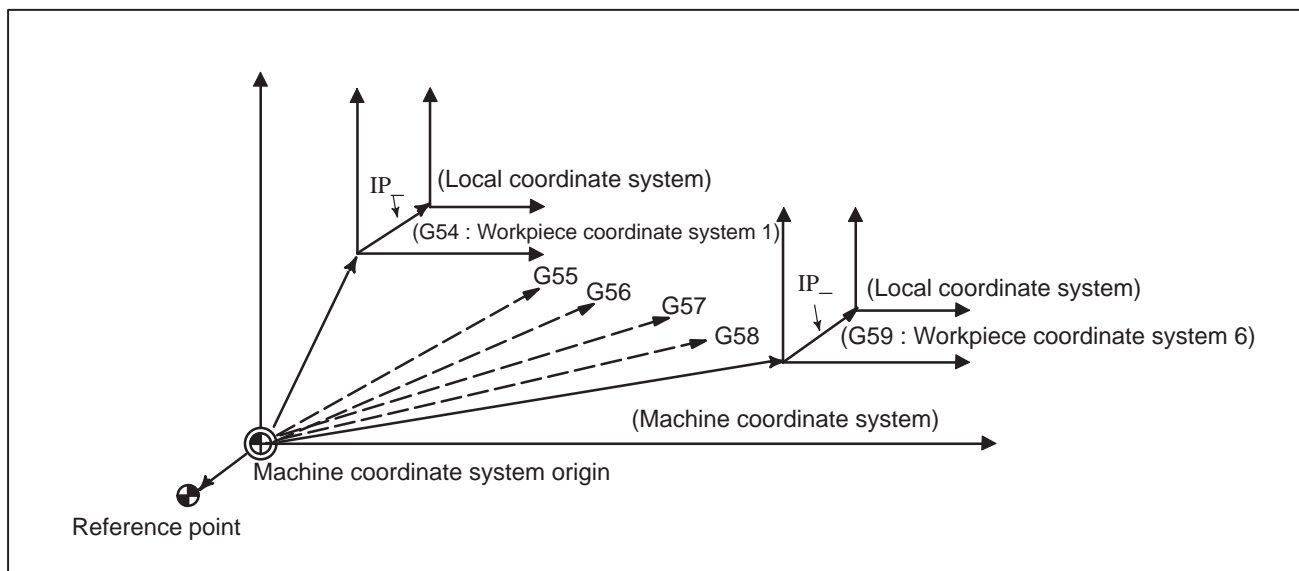 (Local coordinate system)
IP_
(G54 : Workpiece coordinate system 1)
G55
G56
G57
G58
IP_
(Local coordinate system)
(G59 : Workpiece coordinate system 6)
(Machine coordinate system)
Machine coordinate system origin
Reference point